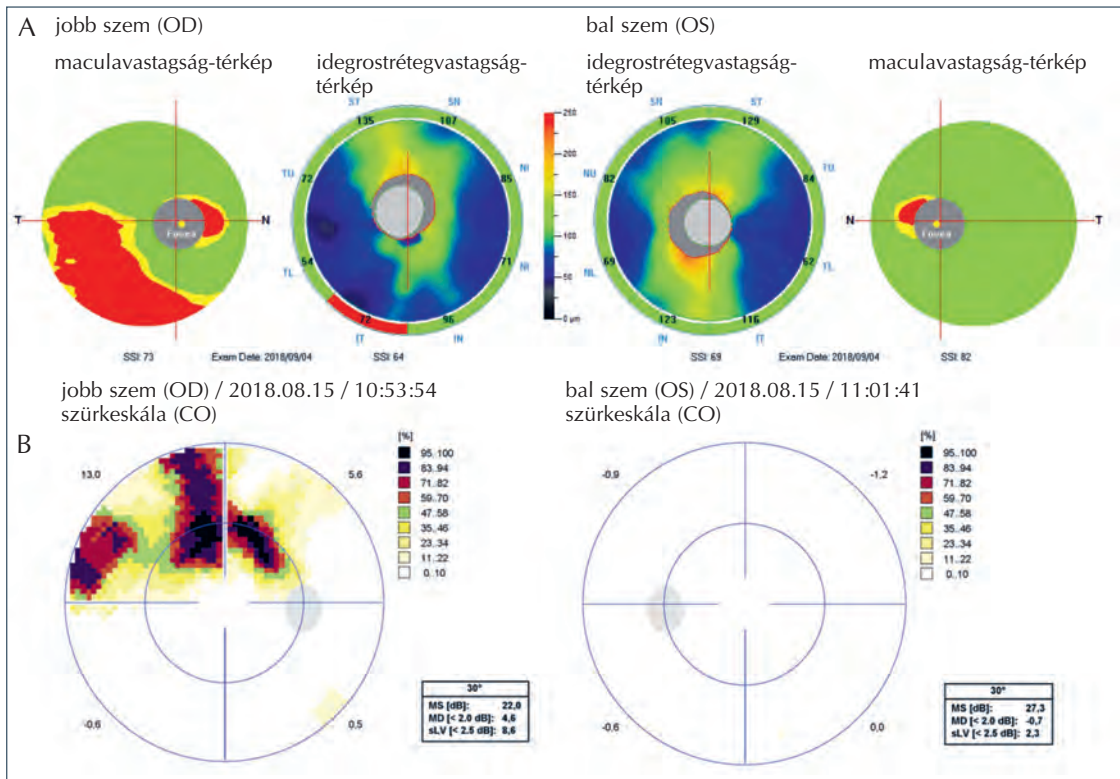 A
jobb szem (OD)
bal szem (OS)
maculavastagság-térkép
idegrostrétegvastagság-
térkép
idegrostrétegvastagság-
térkép
maculavastagság-térkép
ST
SN
135
107
TU
72
NI
85
TL
54
NI
71
IT
72
IN
96
T
N
Fovea
250
200
150
100
50
0 µm
SN
ST
105
129
NU
82
TU
84
NL
69
TL
62
IN
123
IT
116
N
T
Fovea
SSI: 73
Exam Date: 2018/09/04
SSI: 64
SSI: 69
Exam Date: 2018/09/04
SSI: 82
jobb szem (OD) / 2018.08.15 / 10:53:54
szürkeskála (CO)
bal szem (OS) / 2018.08.15 / 11:01:41
szürkeskála (CO)
B
13.0
5.6
-0.6
0.5
[%]
95..100
83..94
71..82
59..70
47..58
35..46
23..34
11..22
0..10
30°
MS [dB]: 22,0
MD [< 2.0 dB]: 4,6
sLV [< 2.5 dB]: 8,6
-0.9
-1.2
-0.6
0.0
[%]
95..100
83..94
71..82
59..70
47..58
35..46
23..34
11..22
0..10
30°
MS [dB]: 27,3
MD [< 2.0 dB]: -0,7
sLV [< 2.5 dB]: 2,3